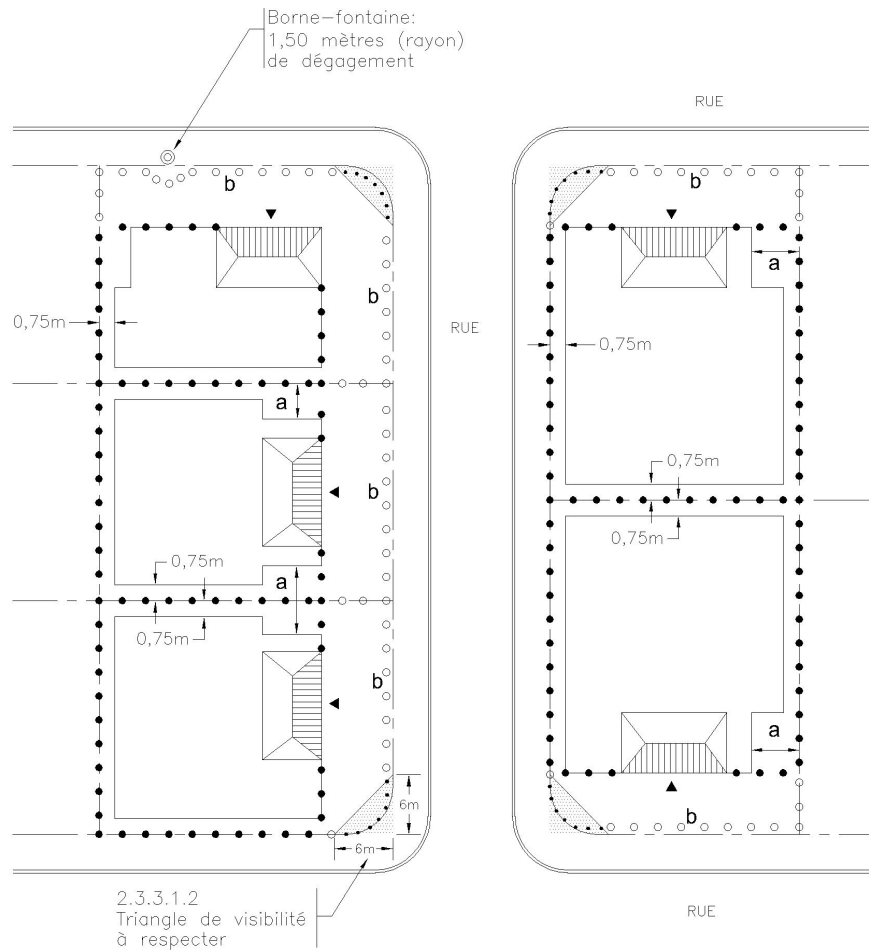 Borne–fontaine:
1,50 mètres (rayon)
de dégagement
RUE
b
b
a
b
0,75m
RUE
0,75m
a
0,75m
b
0,75m
0,75m
a
0,75m
b
a
6m
b
6m
2.3.3.1.2
Triangle de visibilité
à respecter
RUE